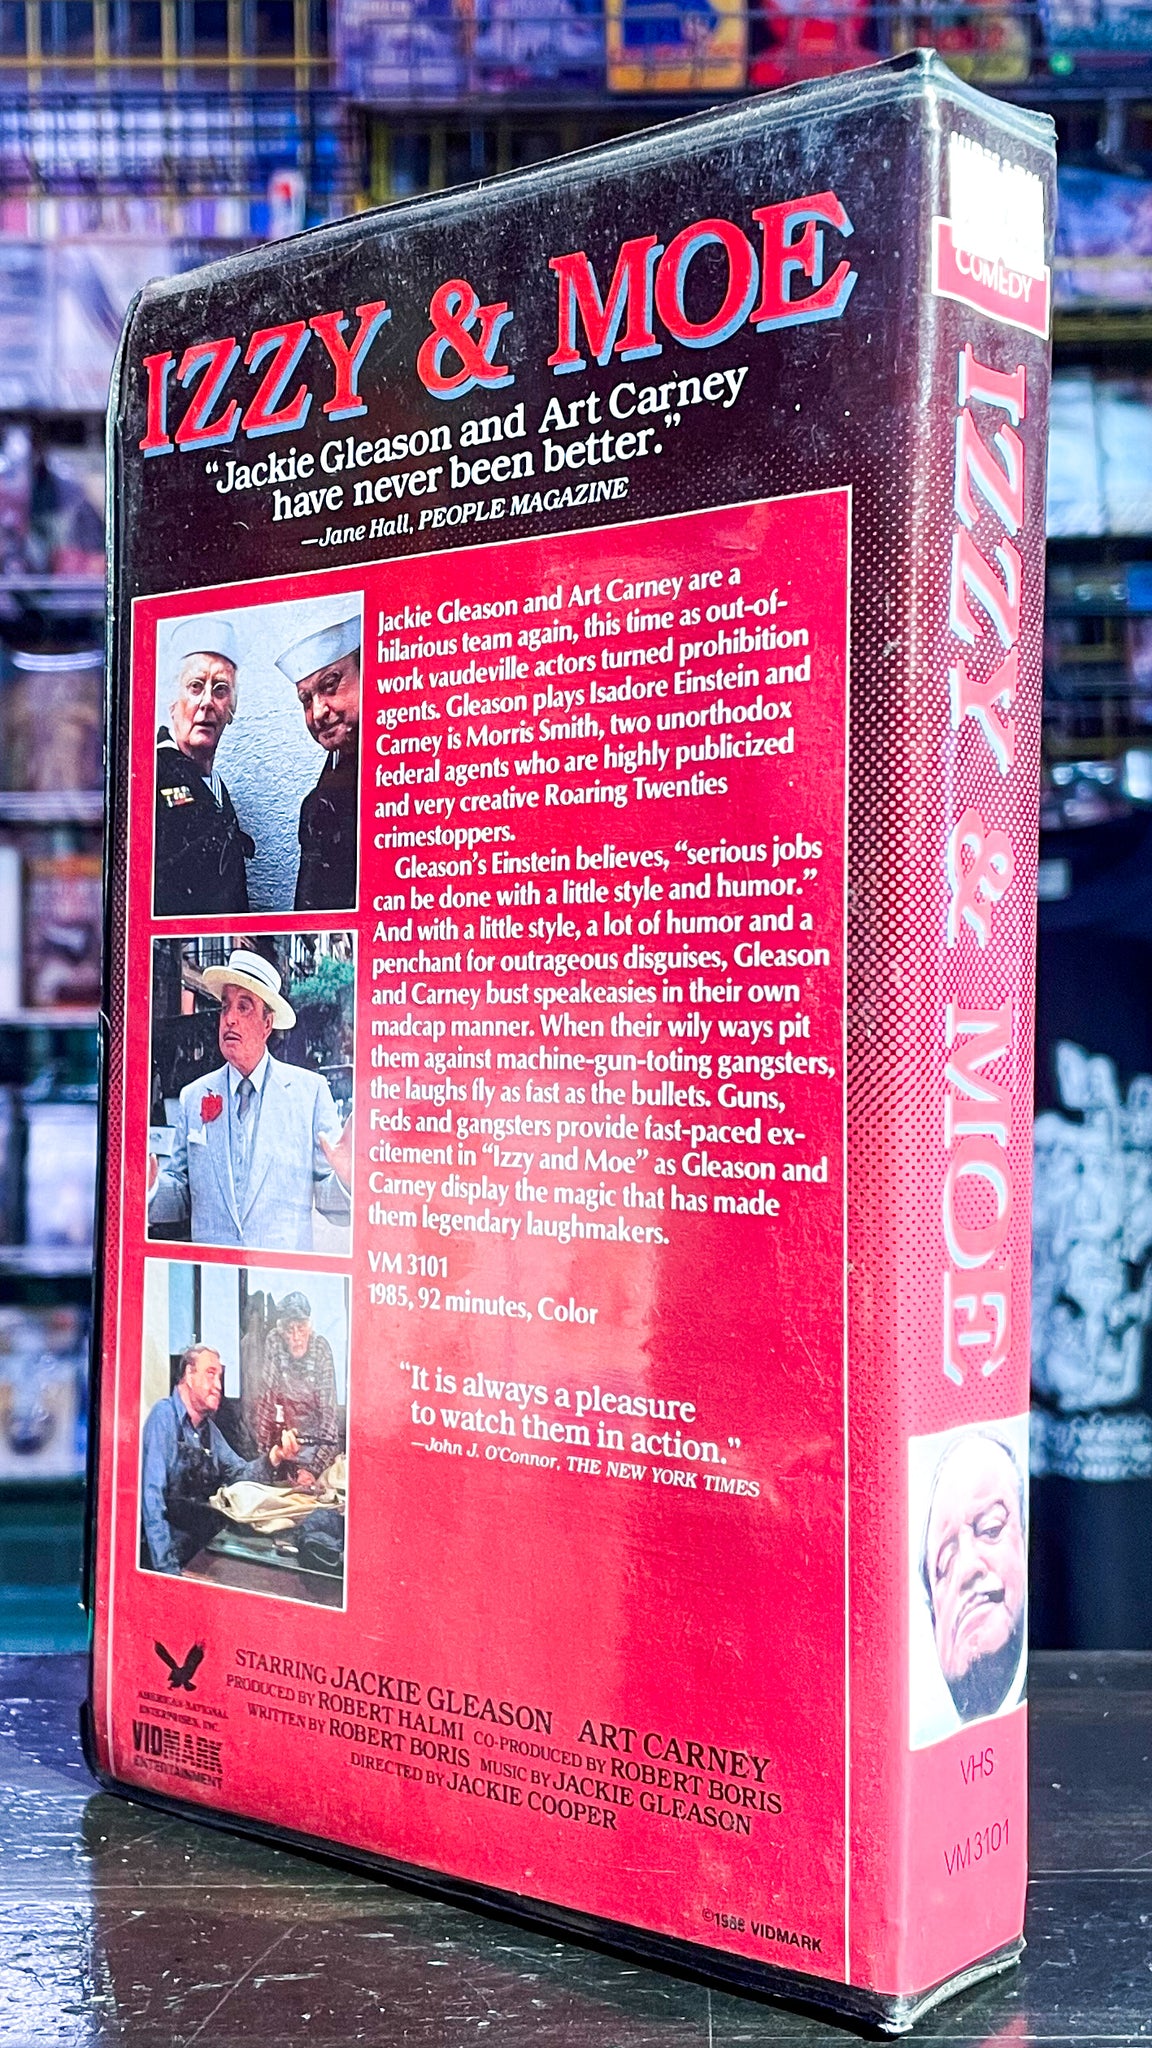 IZZY & MOE
"Jackie Gleason and Art Carney
have never been better."
—Jane Hall, PEOPLE MAGAZINE
Jackie Gleason and Art Carney are a
hilarious team again, this time as out-of-
work vaudeville actors turned prohibition
agents. Gleason plays Isadore Einstein and
Carney is Morris Smith, two unorthodox
federal agents who are highly publicized
and very creative Roaring Twenties
crimestoppers.
Gleason's Einstein believes, "serious jobs
can be done with a little style and humor."
And with a little style, a lot of humor and a
penchant for outrageous disguises, Gleason
and Carney bust speakeasies in their own
madcap manner. When their wily ways pit
them against machine-gun-toting gangsters,
the laughs fly as fast as the bullets. Guns,
Feds and gangsters provide fast-paced ex-
citement in "Izzy and Moe" as Gleason and
Carney display the magic that has made
them legendary laughmakers.
VM 3101
1985, 92 minutes, Color
"It is always a pleasure
to watch them in action."
—John J. O'Connor, THE NEW YORK TIMES
AMERICAN NATIONAL
ENTERPRISES, INC.
VIDMARK
ENTERTAINMENT
STARRING JACKIE GLEASON ART CARNEY
PRODUCED BY ROBERT HALMI CO-PRODUCED BY ROBERT BORIS
WRITTEN BY ROBERT BORIS MUSIC BY JACKIE GLEASON
DIRECTED BY JACKIE COOPER
VIDMARK
COMEDY
IZZY & MOE
VHS
VM 3101